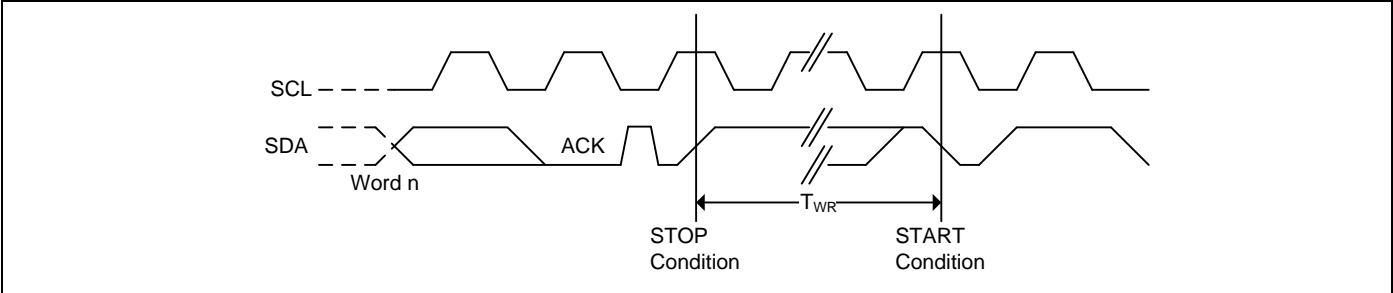 SCL
SDA
ACK
Word n
TWR
STOP
Condition
START
Condition